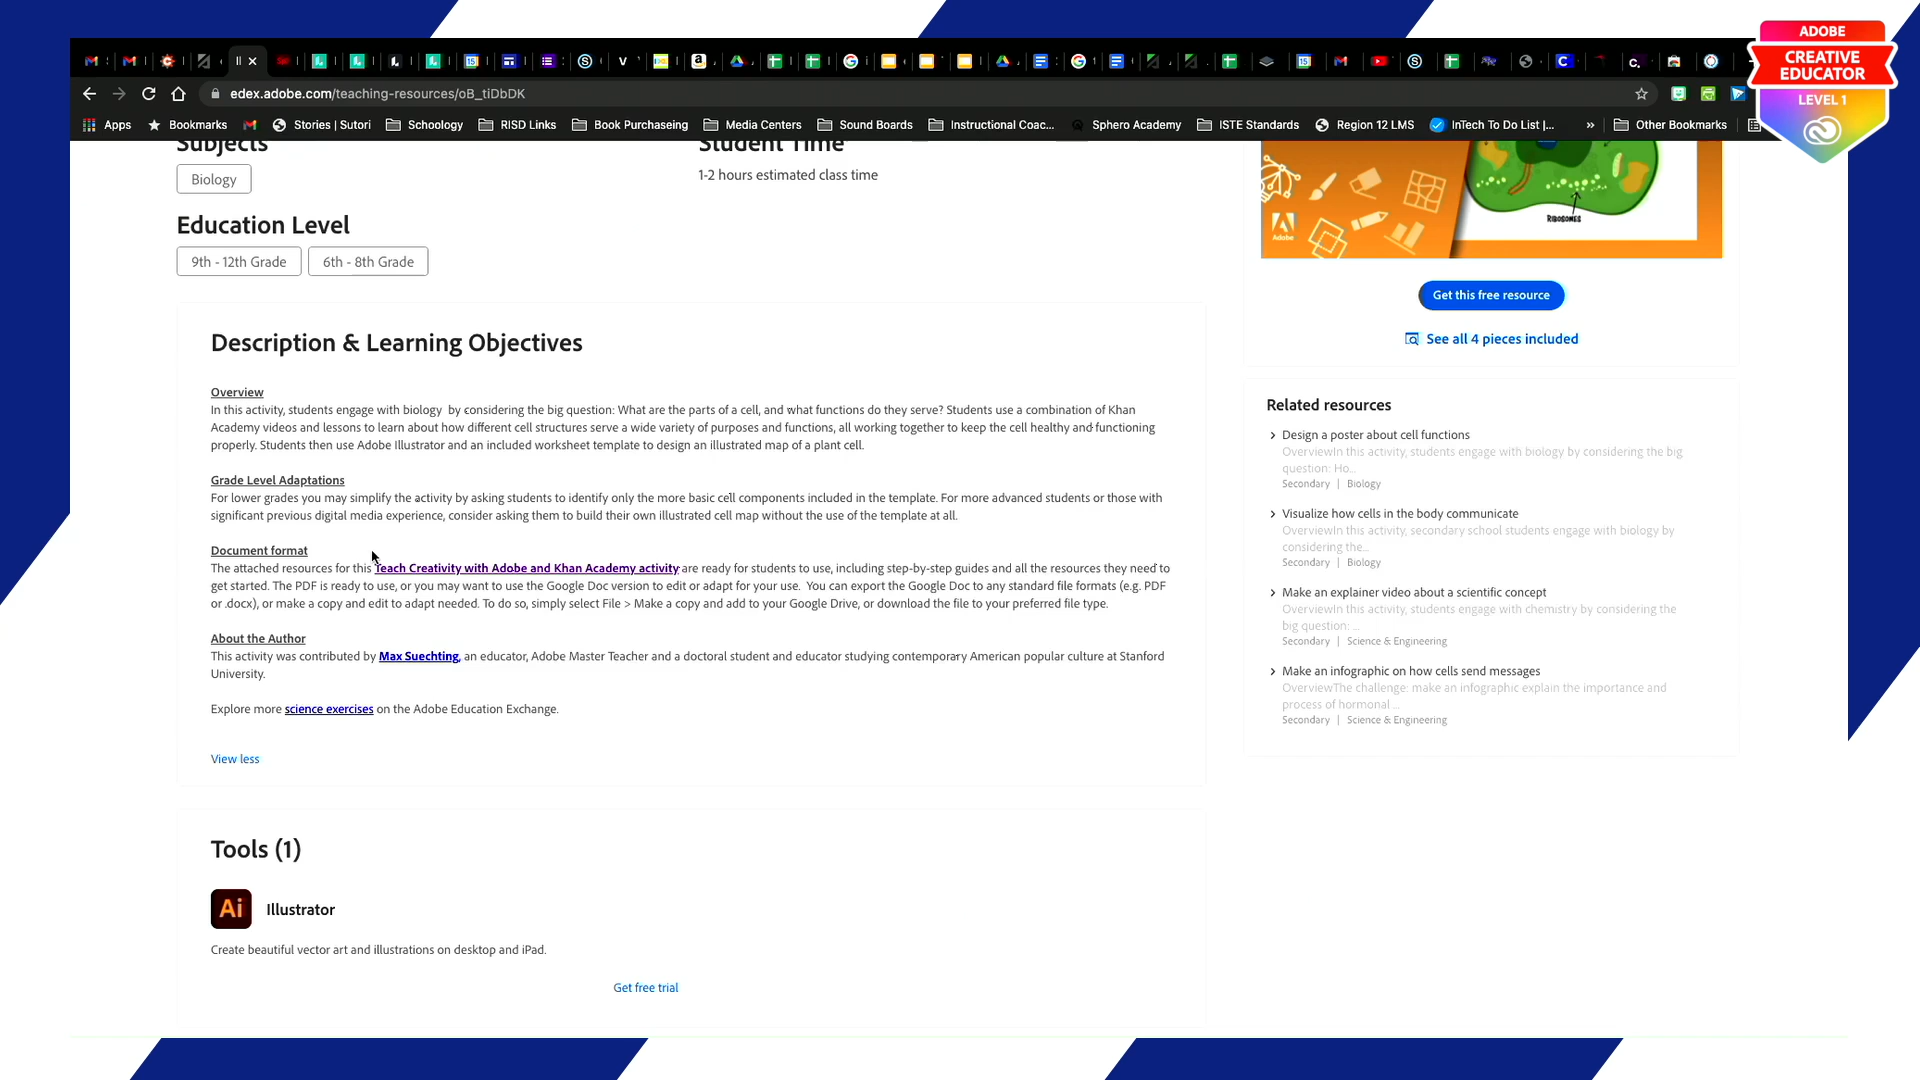 ADOBE
CREATIVE
EDUCATOR
LEVEL 1
edex.adobe.com/teaching-resources/oB_tiDbDK
Apps
Bookmarks
Stories | Sutori
Schoology
RISD Links
Book Purchaseing
Media Centers
Sound Boards
Instructional Coac...
Sphero Academy
ISTE Standards
Region 12 LMS
InTech To Do List |...
»
Other Bookmarks
Subjects
Biology
Student Time
1-2 hours estimated class time
Education Level
9th - 12th Grade
6th - 8th Grade
Adobe
RIBOSOMES
Get this free resource
See all 4 pieces included
Description & Learning Objectives
Overview
In this activity, students engage with biology by considering the big question: What are the parts of a cell, and what functions do they serve? Students use a combination of Khan
Academy videos and lessons to learn about how different cell structures serve a wide variety of purposes and functions, all working together to keep the cell healthy and functioning
properly. Students then use Adobe Illustrator and an included worksheet template to design an illustrated map of a plant cell.
Grade Level Adaptations
For lower grades you may simplify the activity by asking students to identify only the more basic cell components included in the template. For more advanced students or those with
significant previous digital media experience, consider asking them to build their own illustrated cell map without the use of the template at all.
Document format
The attached resources for this Teach Creativity with Adobe and Khan Academy activity are ready for students to use, including step-by-step guides and all the resources they need to
get started. The PDF is ready to use, or you may want to use the Google Doc version to edit or adapt for your use. You can export the Google Doc to any standard file formats (e.g. PDF
or .docx), or make a copy and edit to adapt needed. To do so, simply select File > Make a copy and add to your Google Drive, or download the file to your preferred file type.
About the Author
This activity was contributed by Max Suechting, an educator, Adobe Master Teacher and a doctoral student and educator studying contemporary American popular culture at Stanford
University.
Explore more science exercises on the Adobe Education Exchange.
View less
Related resources
Design a poster about cell functions
OverviewIn this activity, students engage with biology by considering the big
question: Ho...
Secondary | Biology
Visualize how cells in the body communicate
OverviewIn this activity, secondary school students engage with biology by
considering the...
Secondary | Biology
Make an explainer video about a scientific concept
OverviewIn this activity, students engage with chemistry by considering the
big question: ...
Secondary | Science & Engineering
Make an infographic on how cells send messages
OverviewThe challenge: make an infographic explain the importance and
process of hormonal ...
Secondary | Science & Engineering
Tools (1)
Ai
Illustrator
Create beautiful vector art and illustrations on desktop and iPad.
Get free trial